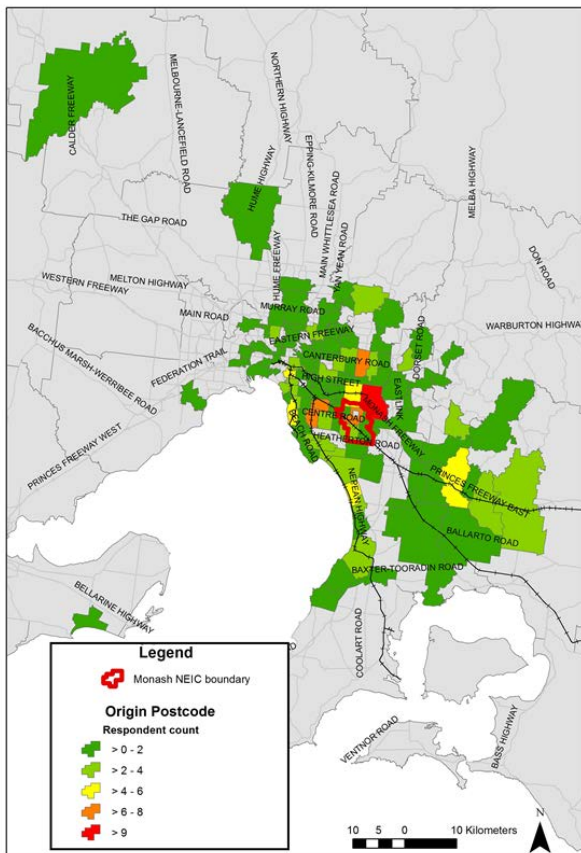 CALDER FREEWAY
MELBOURNE-LANCEFIELD ROAD
NORTHERN HIGHWAY
HUME HIGHWAY
EPPING-KILMORE ROAD
MAIN WHITTLESEA ROAD
YAN YEAN ROAD
MELBA HIGHWAY
THE GAP ROAD
DON ROAD
HUME FREEWAY
MELTON HIGHWAY
WESTERN FREEWAY
MURRAY ROAD
MAIN ROAD
DORSET ROAD
WARBURTON HIGHWAY
EASTERN FREEWAY
BACCHUS MARSH-WERRIBEE ROAD
FEDERATION TRAIL
CANTERBURY ROAD
HIGH STREET
EASTLINK
MONASH FREEWAY
CENTRE ROAD
BEACH ROAD
HEATHERTON ROAD
PRINCES FREEWAY WEST
PRINCES FREEWAY EAST
NEPEAN HIGHWAY
BALLARTO ROAD
BAXTER-TOORADIN ROAD
BELLARINE HIGHWAY
COOLART ROAD
VENTNOR ROAD
BASS HIGHWAY
Legend
Monash NEIC boundary
Origin Postcode
Respondent count
> 0 - 2
> 2 - 4
> 4 - 6
> 6 - 8
> 9
N
10 5 0 10 Kilometers